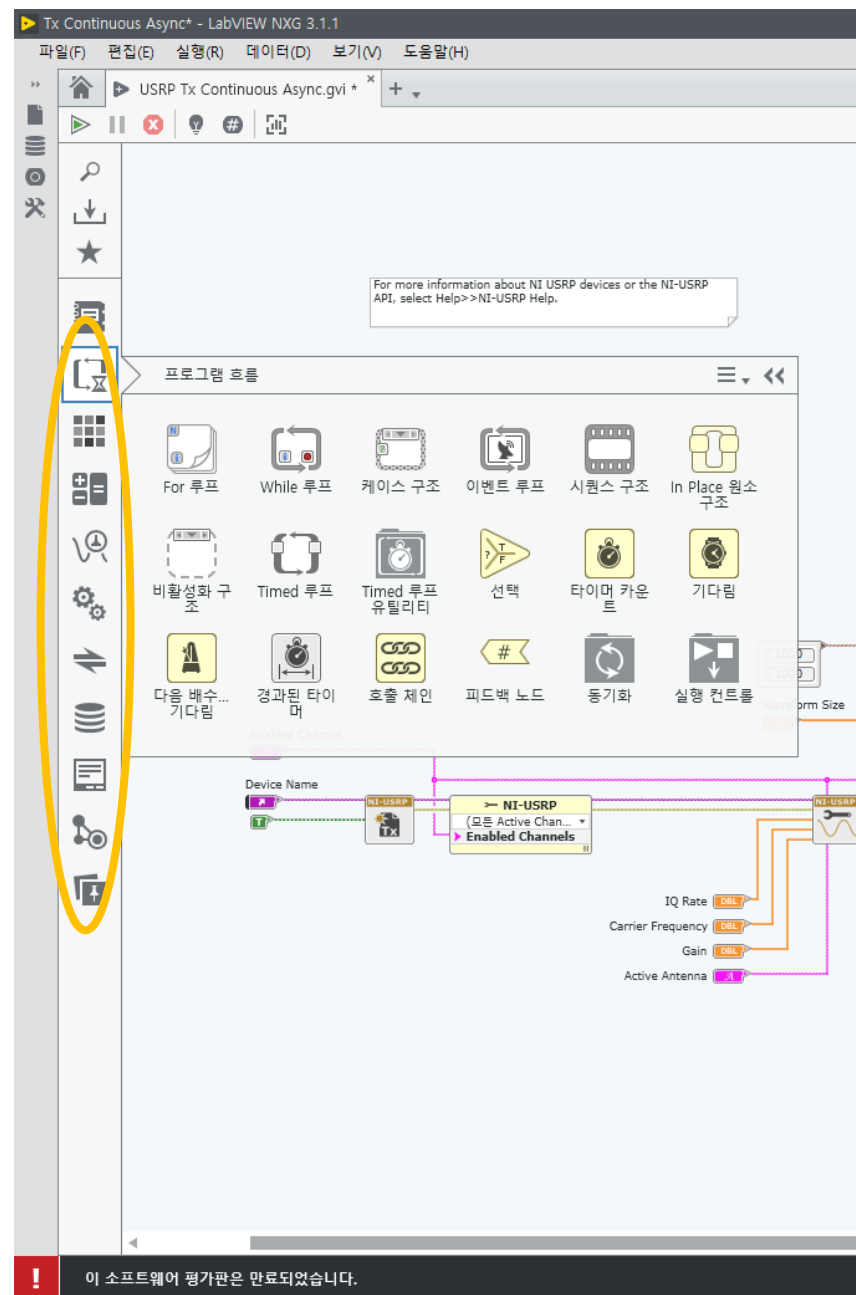 Tx Continuous Async* - LabVIEW NXG 3.1.1
파일(F) 편집(E) 실행(R) 데이터(D) 보기(V) 도움말(H)
USRP Tx Continuous Async.gvi *
For more information about NI USRP devices or the NI-USRP
API, select Help>>NI-USRP Help.
프로그램 흐름
For 루프 While 루프 케이스 구조 이벤트 루프 시퀀스 구조 In Place 원소
구조
비활성화 구
조
Timed 루프
Timed 루프
유틸리티
선택
타이머 카운
트
기다림
다음 배수...
기다림
경과된 타이
머
호출 체인
피드백 노드
동기화
실행 컨트롤
Enabled Channel
Device Name
NI-USRP
Tx
NI-USRP
(모든 Active Chan...
Enabled Channels
NI-USRP
IQ Rate DBL
Carrier Frequency DBL
Gain DBL
Active Antenna
이 소프트웨어 평가판은 만료되었습니다.